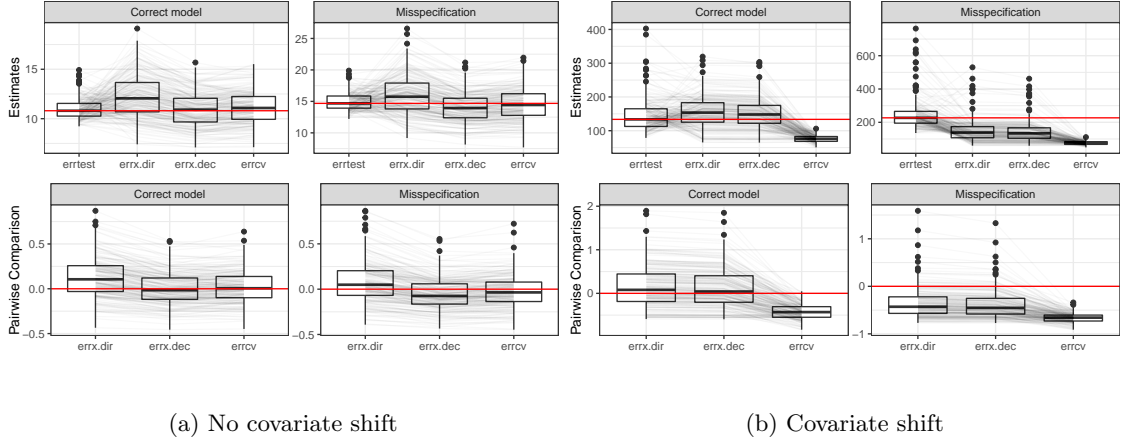 Correct model
Misspecification
Estimates
15
10
errtest
errx.dir
errx.dec
errcv
25
20
15
10
errtest
errx.dir
errx.dec
errcv
Correct model
Misspecification
Pairwise Comparison
0.5
0.0
−0.5
errx.dir
errx.dec
errcv
0.5
0.0
−0.5
errx.dir
errx.dec
errcv
(a) No covariate shift
Correct model
Misspecification
Estimates
400
300
200
100
errtest
errx.dir
errx.dec
errcv
600
400
200
errtest
errx.dir
errx.dec
errcv
Correct model
Misspecification
Pairwise Comparison
2
1
0
errx.dir
errx.dec
errcv
1
0
−1
errx.dir
errx.dec
errcv
(b) Covariate shift